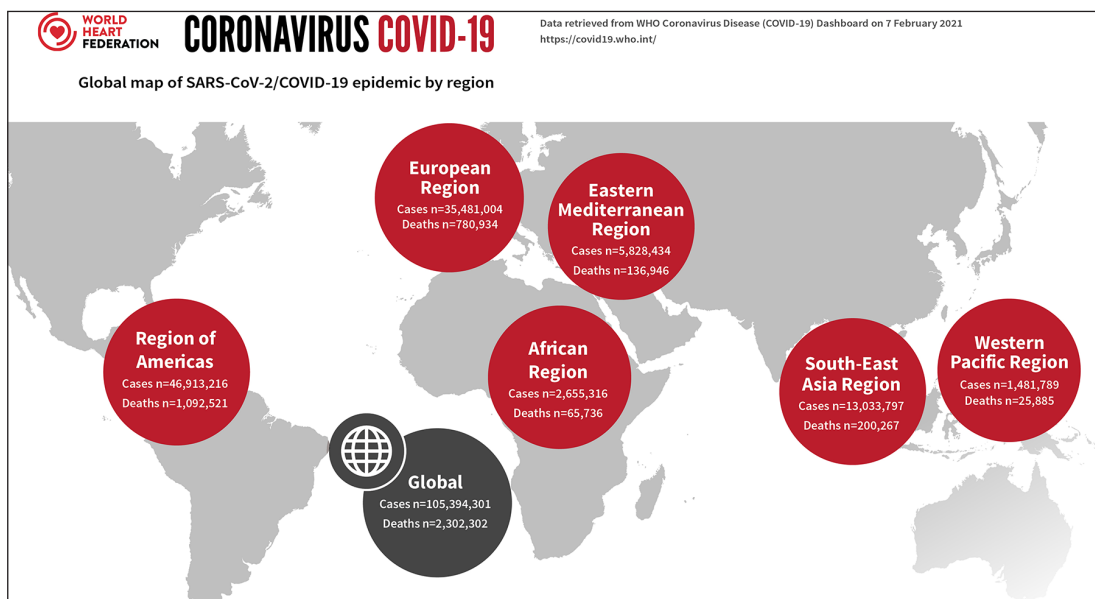 WORLD
HEART
FEDERATION
CORONAVIRUS COVID-19
Data retrieved from WHO Coronavirus Disease (COVID-19) Dashboard on 7 February 2021
https://covid19.who.int/
Global map of SARS-CoV-2/COVID-19 epidemic by region
European
Region
Cases n=35,481,004
Deaths n=780,934
Eastern
Mediterranean
Region
Cases n=5,828,434
Deaths n=136,946
Region of
Americas
Cases n=46,913,216
Deaths n=1,092,521
African
Region
Cases n=2,655,316
Deaths n=65,736
South-East
Asia Region
Cases n=13,033,797
Deaths n=200,267
Western
Pacific Region
Cases n=1,481,789
Deaths n=25,885
Global
Cases n=105,394,301
Deaths n=2,302,302